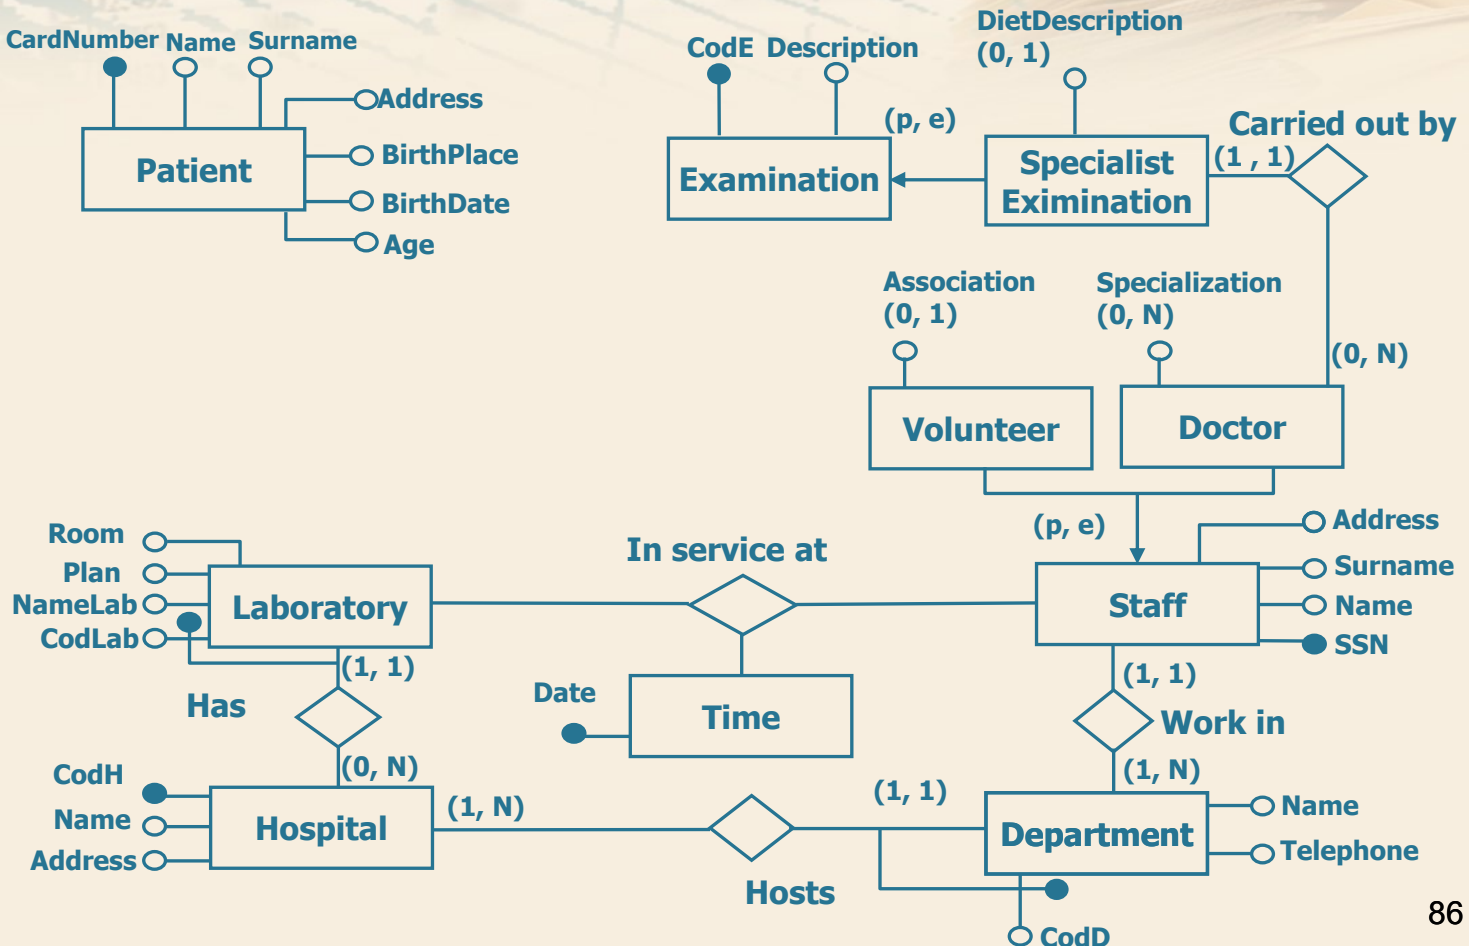 CardNumber Name Surname
Address
BirthPlace
BirthDate
Age
Patient
CodE Description
Examination
(p, e)
DietDescription
(0, 1)
Specialist
Eximination
(1 , 1)
Carried out by
(0, N)
Association
(0, 1)
Specialization
(0, N)
Volunteer
Doctor
(p, e)
Address
Surname
Name
SSN
Staff
In service at
Room
Plan
NameLab
CodLab
Laboratory
(1, 1)
Has
(0, N)
Date
Time
(1, 1)
Work in
(1, N)
CodH
Name
Address
Hospital
(1, N)
Hosts
(1, 1)
Department
Name
Telephone
CodD
86